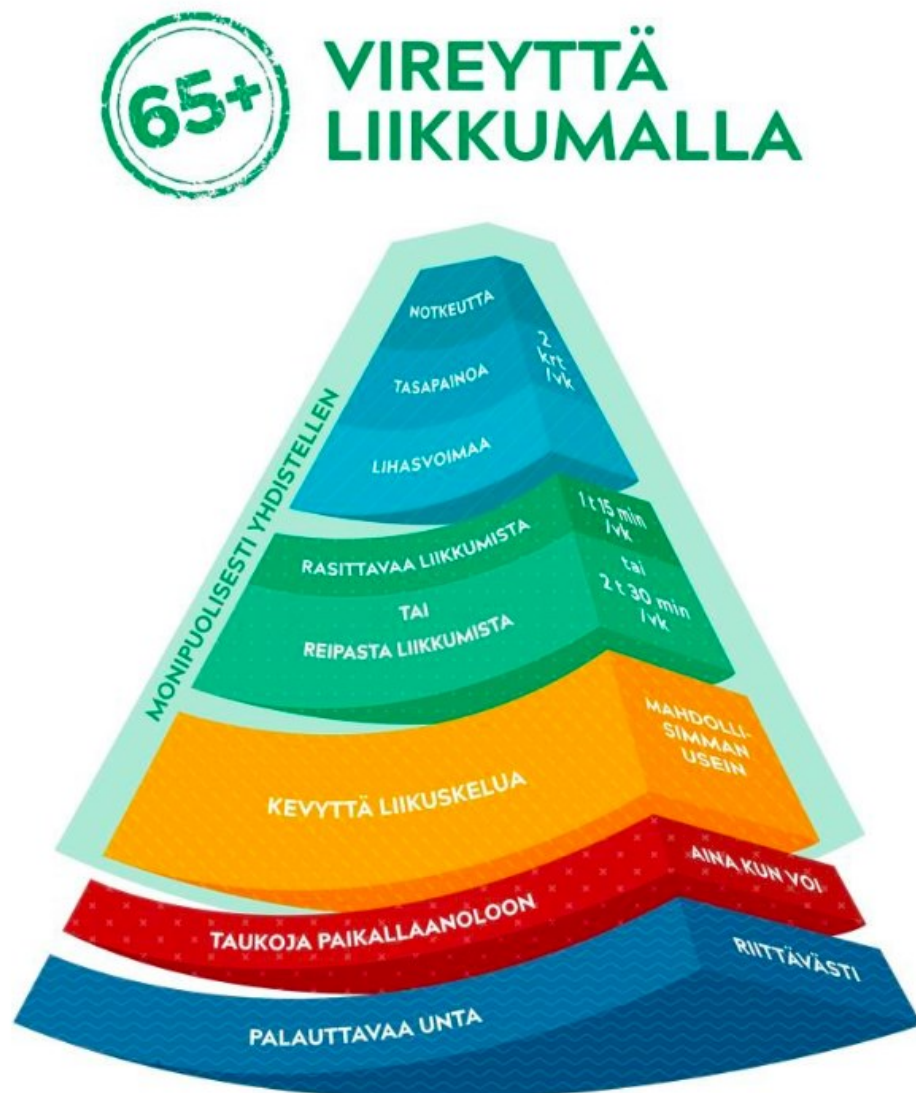 65+
VIREYTTÄ
LIIKKUMALLA
MONIPUOLISESTI YHDISTELLEN
NOTKEUTTA
TASAPAINOA
LIHASVOIMAA
2
krt
/vk
RASITTAVAA LIIKKUMISTA
TAI
REIPASTA LIIKKUMISTA
1 t 15 min
/vk
tai
2 t 30 min
/vk
KEVYTTÄ LIIKUSKELUA
MAHDOLLI-
SIMMAN
USEIN
TAUKOJA PAIKALLAANOLOON
AINA KUN VOI
PALAUTTAVAA UNTA
RIITTÄVÄSTI